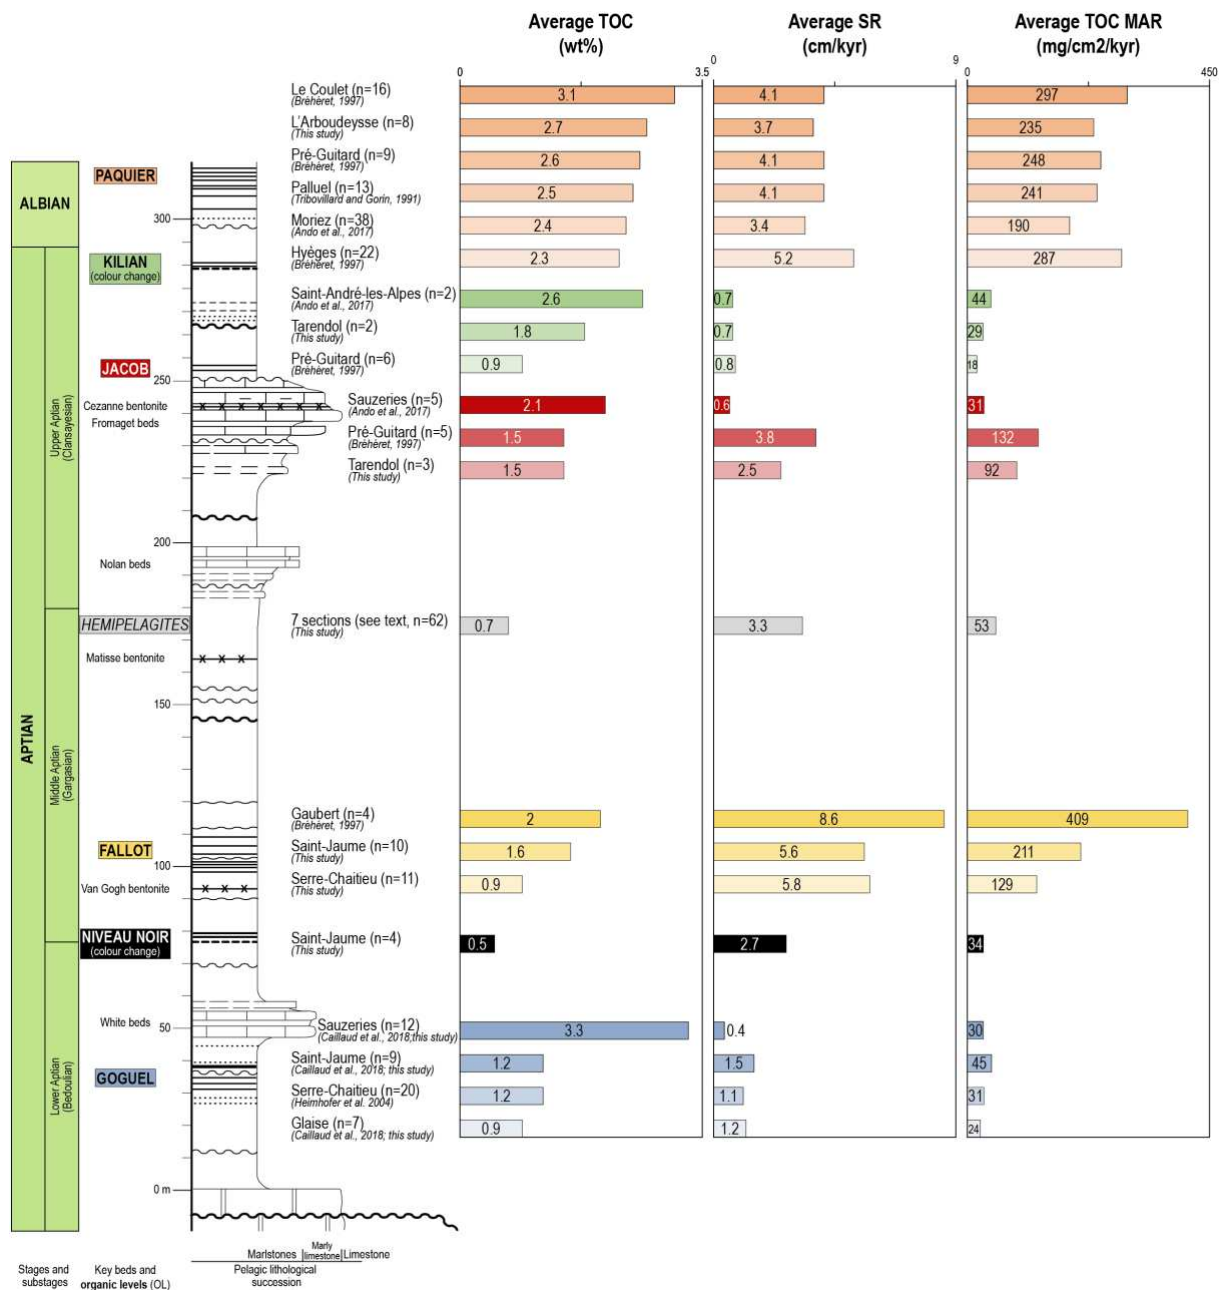 Average TOC
(wt%)
Average SR
(cm/kyr)
Average TOC MAR
(mg/cm2/kyr)
0
3.5
0
9
0
450
Le Coulet (n=16)
(Bréhéret, 1997)
3.1
4.1
297
L'Arboudeysse (n=8)
(This study)
2.7
3.7
235
Pré-Guitard (n=9)
(Bréhéret, 1997)
2.6
4.1
248
Palluel (n=13)
(Tribovillard and Gorin, 1991)
2.5
4.1
241
Moriez (n=38)
(Ando et al., 2017)
2.4
3.4
190
Hyèges (n=22)
(Bréhéret, 1997)
2.3
5.2
287
Saint-André-les-Alpes (n=2)
(Ando et al., 2017)
2.6
0.7
44
Tarendol (n=2)
(This study)
1.8
0.7
29
Pré-Guitard (n=6)
(Bréhéret, 1997)
0.9
0.8
18
Sauzeries (n=5)
(Ando et al., 2017)
2.1
0.6
31
Pré-Guitard (n=5)
(Bréhéret, 1997)
1.5
3.8
132
Tarendol (n=3)
(This study)
1.5
2.5
92
7 sections (see text, n=62)
(This study)
0.7
3.3
53
Gaubert (n=4)
(Bréhéret, 1997)
2
8.6
409
Saint-Jaume (n=10)
(This study)
1.6
5.6
211
Serre-Chaitieu (n=11)
(This study)
0.9
5.8
129
Saint-Jaume (n=4)
(This study)
0.5
2.7
34
Sauzeries (n=12)
(Caillaud et al., 2018;this study)
3.3
0.4
30
Saint-Jaume (n=9)
(Caillaud et al., 2018; this study)
1.2
1.5
45
Serre-Chaitieu (n=20)
(Heimhofer et al. 2004)
1.2
1.1
31
Glaise (n=7)
(Caillaud et al., 2018; this study)
0.9
1.2
24
ALBIAN
APTIAN
Upper Aptian
(Clansayesian)
Middle Aptian
(Gargasian)
Lower Aptian
(Bedoulian)
PAQUIER
KILIAN
(colour change)
JACOB
Cezanne bentonite
Fromaget beds
Nolan beds
HEMIPELAGITES
Matisse bentonite
FALLOT
Van Gogh bentonite
NIVEAU NOIR
(colour change)
White beds
GOGUEL
300
250
200
150
100
50
0 m
Marlstones
Marly
limestone
Limestone
Pelagic lithological
succession
Stages and
substages
Key beds and
organic levels (OL)